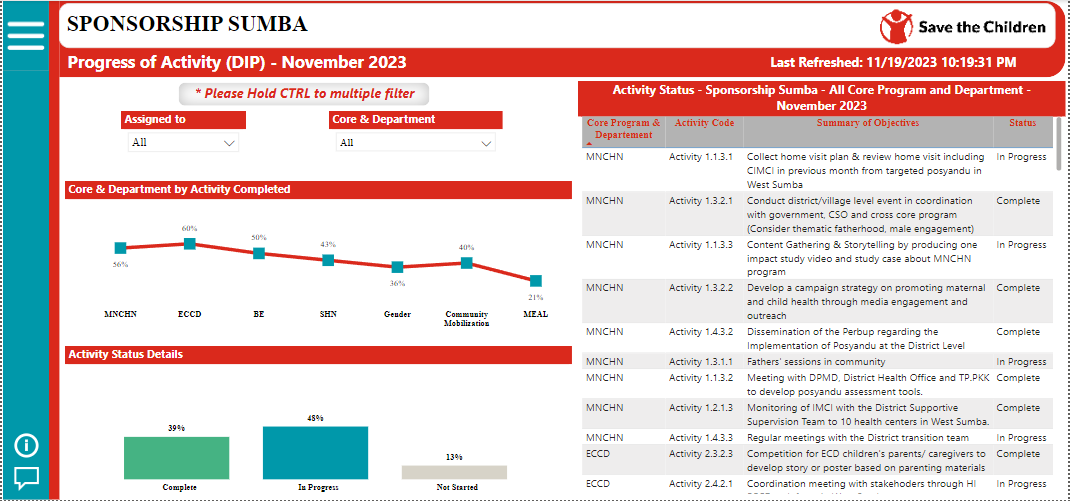 SPONSORSHIP SUMBA
Save the Children
Progress of Activity (DIP) - November 2023
Last Refreshed: 11/19/2023 10:19:31 PM
* Please Hold CTRL to multiple filter
Assigned to
All
Core & Department
All
Core & Department by Activity Completed
56%
60%
50%
43%
36%
40%
21%
MNCHN
ECCD
BE
SHN
Gender
Community
Mobilization
MEAL
Activity Status Details
39%
48%
13%
Complete
In Progress
Not Started
Activity Status - Sponsorship Sumba - All Core Program and Department -
November 2023
Core Program &
Departement
Activity Code
Summary of Objectives
Status
MNCHN Activity 1.1.3.1 Collect home visit plan & review home visit including In Progress
CIMCI in previous month from targeted posyandu in
West Sumba
MNCHN Activity 1.3.2.1 Conduct district/village level event in coordination Complete
with government, CSO and cross core program
(Consider thematic fatherhood, male engagement)
MNCHN Activity 1.1.3.3 Content Gathering & Storytelling by producing one In Progress
impact study video and study case about MNCHN
program
MNCHN Activity 1.3.2.2 Develop a campaign strategy on promoting maternal Complete
and child health through media engagement and
outreach
MNCHN Activity 1.4.3.2 Dissemination of the Perbup regarding the Complete
Implementation of Posyandu at the District Level
MNCHN Activity 1.3.1.1 Fathers' sessions in community In Progress
MNCHN Activity 1.1.3.2 Meeting with DPMD, District Health Office and TP.PKK Complete
to develop posyandu assessment tools.
MNCHN Activity 1.2.1.3 Monitoring of IMCI with the District Supportive Complete
Supervision Team to 10 health centers in West Sumba.
MNCHN Activity 1.4.3.3 Regular meetings with the District transition team In Progress
ECCD Activity 2.3.2.3 Competition for ECD children's parents/ caregivers to Complete
develop story or poster based on parenting materials
ECCD Activity 2.4.2.1 Coordination meeting with stakehoders through HI In Progress